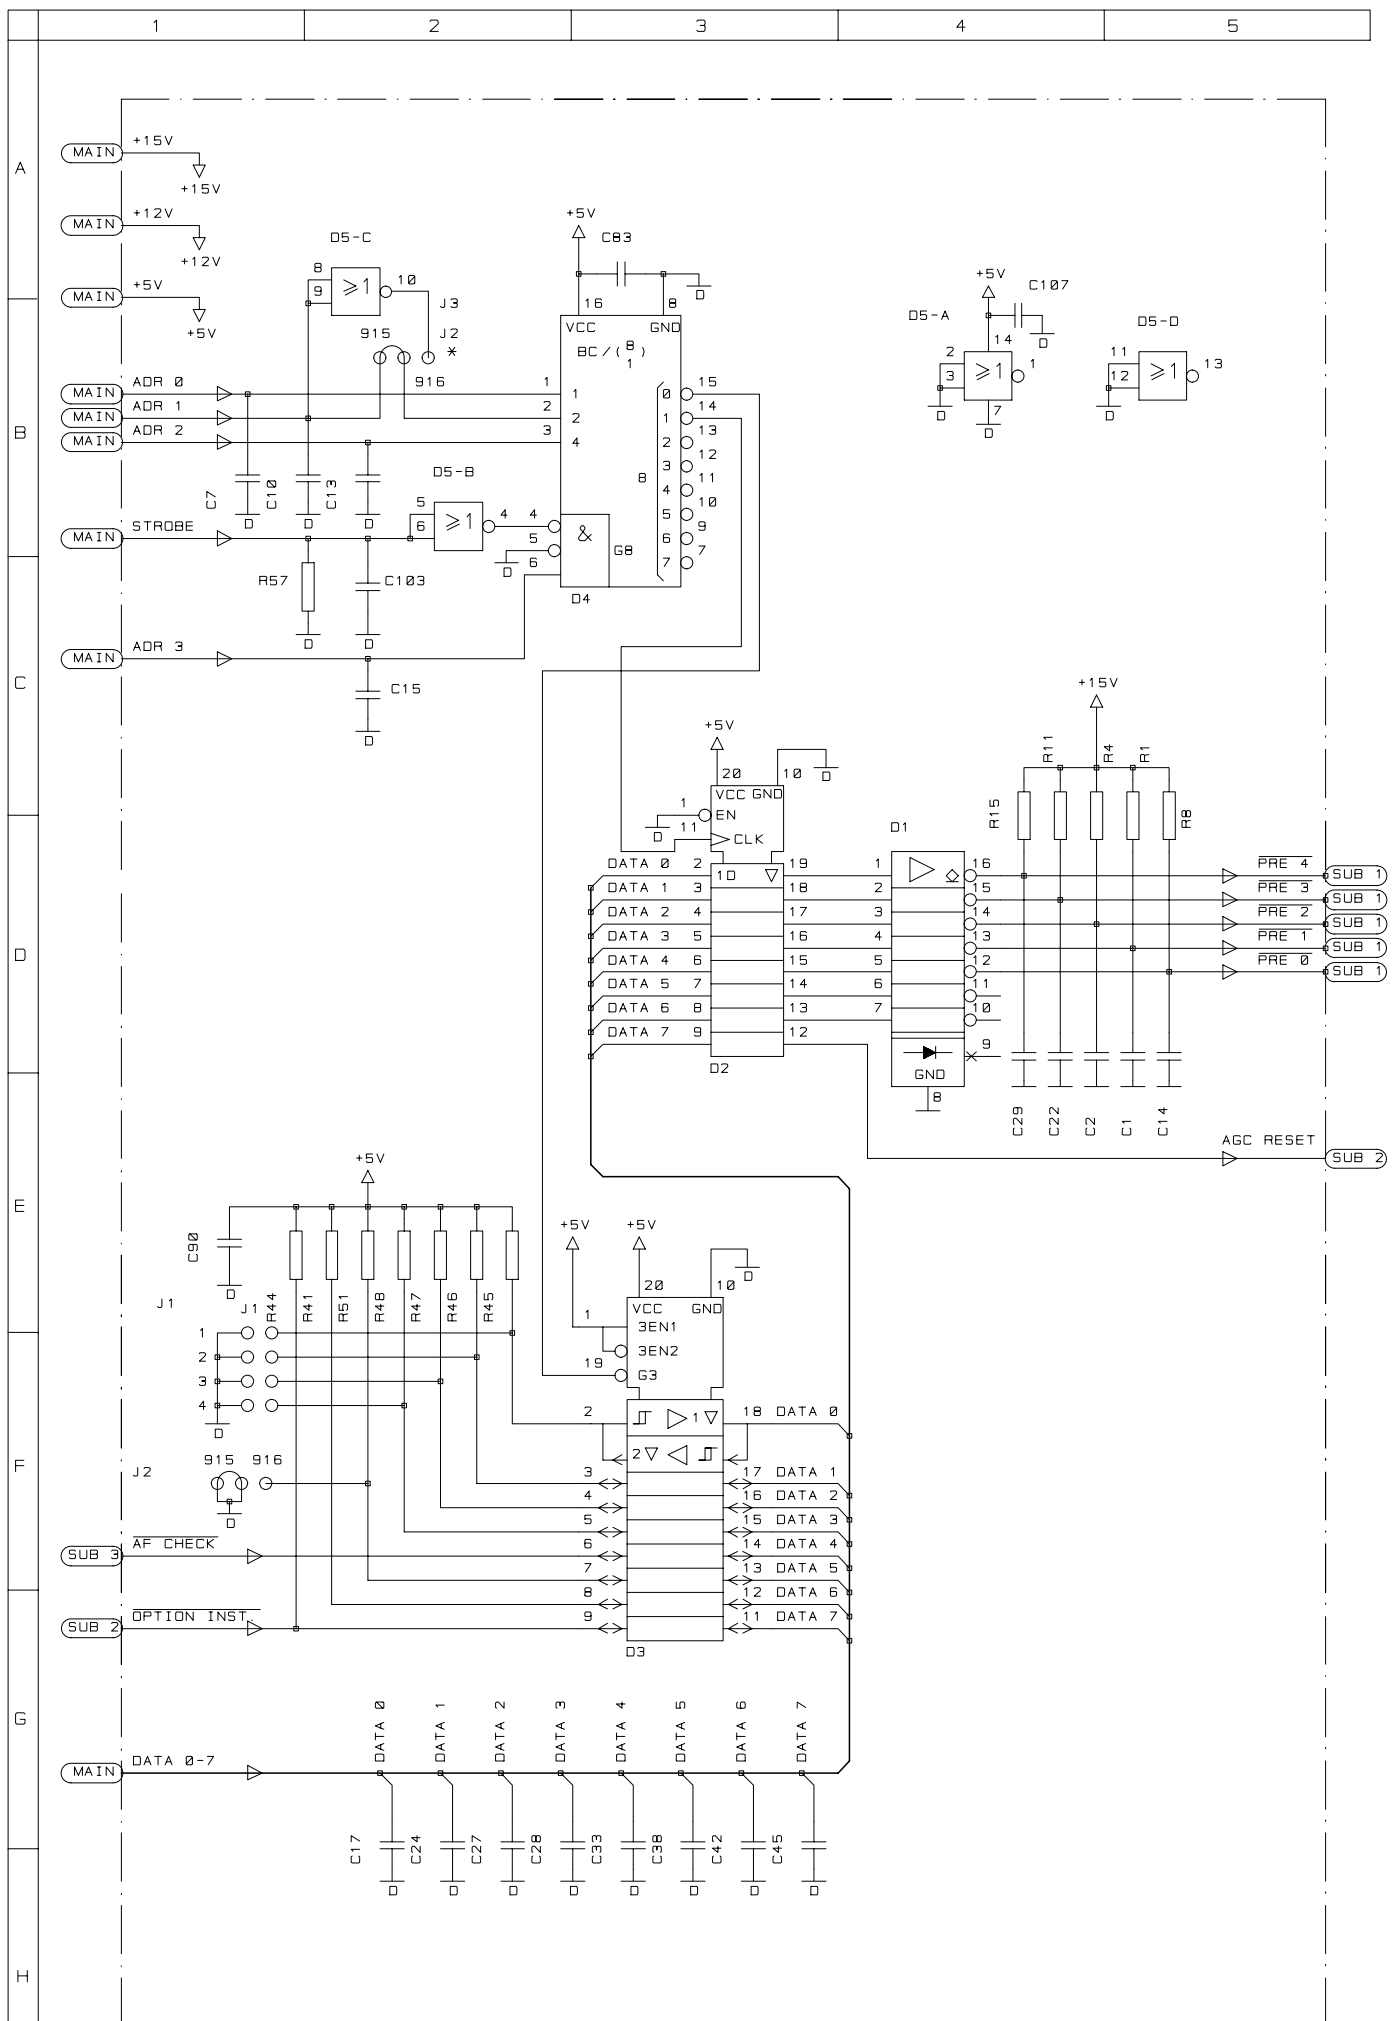 1 2 3 4 5
A
B
C
D
E
F
G
H
MAIN +15V
+15V
MAIN +12V
+12V
MAIN +5V
+5V
D5-C
8
9
≥1
10
J3
J2
*
915
916
+5V
C83
D
16 8
VCC GND
BC/(8/1)
D5-A
+5V
C107
D
14
2
3
≥1
1
7
D
D
D5-D
11
12
≥1
13
D
MAIN ADR 0
MAIN ADR 1
MAIN ADR 2
1 1
2 2
3 4
0 15
1 14
2 13
3 12
4 11
5 10
6 9
7 7
8
C7
C10
C13
D D D
D5-B
5
6
≥1
4
4
5
6
&
G8
D
D4
MAIN STROBE
R57
C103
D D
MAIN ADR 3
C15
D
+5V
20 10
D
VCC GND
1 EN
D
11 CLK
DATA 0 2 1D 19
DATA 1 3 18
DATA 2 4 17
DATA 3 5 16
DATA 4 6 15
DATA 5 7 14
DATA 6 8 13
DATA 7 9 12
D2
D1
1 16
2 15
3 14
4 13
5 12
6 11
7 10
9
GND
8
+15V
R15
R11
R4
R1
R8
C29
C22
C2
C1
C14
PRE 4 SUB 1
PRE 3 SUB 1
PRE 2 SUB 1
PRE 1 SUB 1
PRE 0 SUB 1
AGC RESET SUB 2
+5V
C90
D
R44
R41
R51
R48
R47
R46
R45
J1
J1
1
2
3
4
D
J2
915 916
D
+5V +5V
20 10
D
VCC GND
1 3EN1
3EN2
19 G3
2 1 18 DATA 0
2
3 17 DATA 1
4 16 DATA 2
5 15 DATA 3
6 14 DATA 4
7 13 DATA 5
8 12 DATA 6
9 11 DATA 7
D3
SUB 3 AF CHECK
SUB 2 OPTION INST.
MAIN DATA 0-7
DATA 0
DATA 1
DATA 2
DATA 3
DATA 4
DATA 5
DATA 6
DATA 7
C17
C24
C27
C28
C33
C38
C42
C45
D D D D D D D D